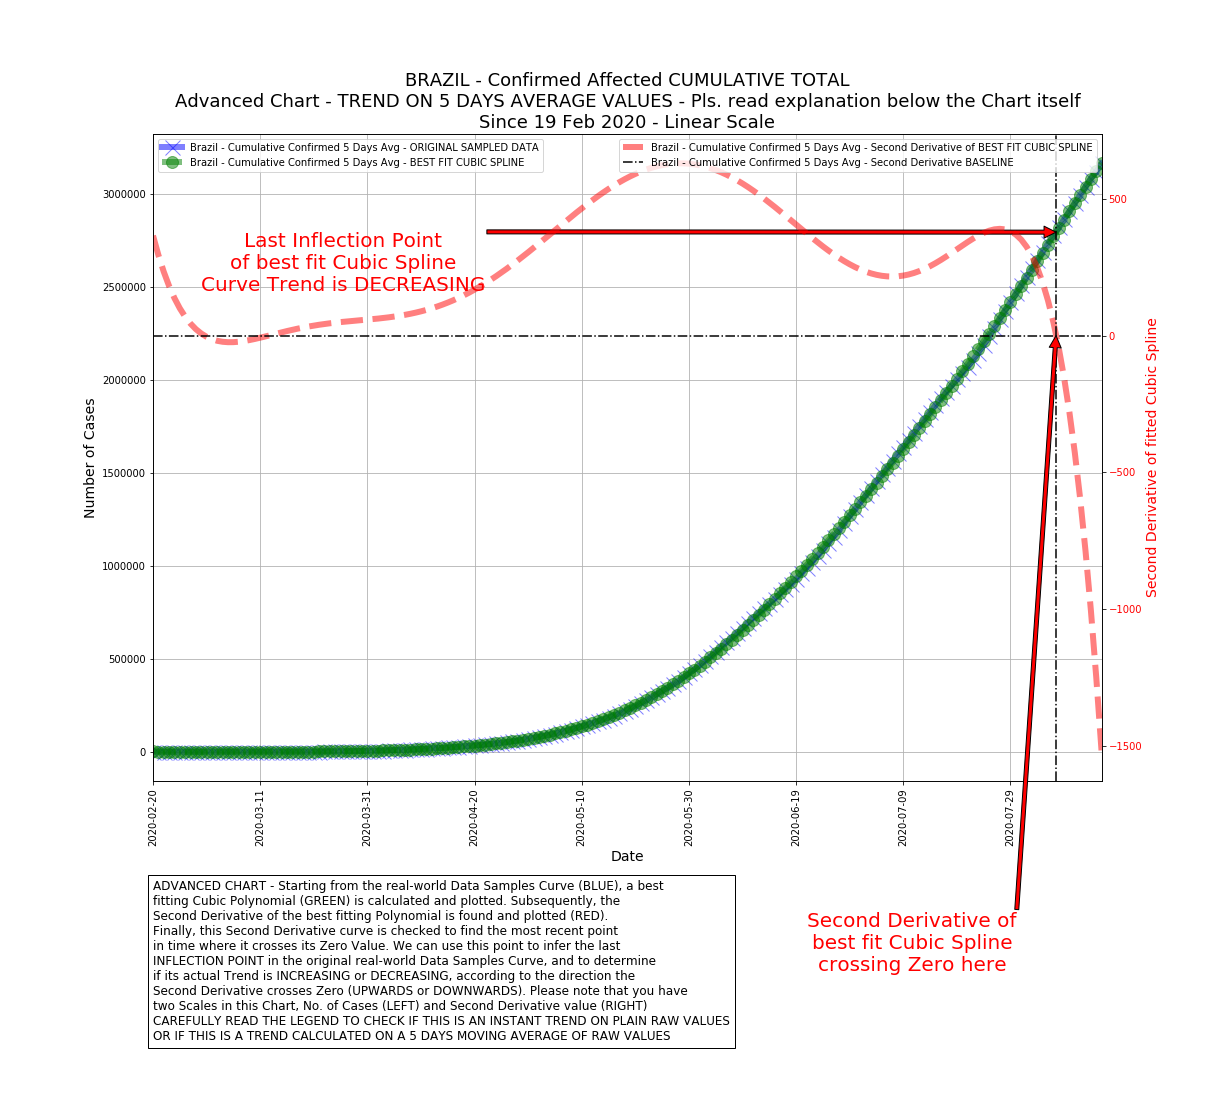 BRAZIL - Confirmed Affected CUMULATIVE TOTAL
Advanced Chart - TREND ON 5 DAYS AVERAGE VALUES - Pls. read explanation below the Chart itself
Since 19 Feb 2020 - Linear Scale
Brazil - Cumulative Confirmed 5 Days Avg - ORIGINAL SAMPLED DATA
Brazil - Cumulative Confirmed 5 Days Avg - BEST FIT CUBIC SPLINE
Brazil - Cumulative Confirmed 5 Days Avg - Second Derivative of BEST FIT CUBIC SPLINE
Brazil - Cumulative Confirmed 5 Days Avg - Second Derivative BASELINE
Last Inflection Point
of best fit Cubic Spline
Curve Trend is DECREASING
Number of Cases
3000000
2500000
2000000
1500000
1000000
500000
0
500
0
−500
−1000
−1500
Second Derivative of fitted Cubic Spline
2020-02-20
2020-03-11
2020-03-31
2020-04-20
2020-05-10
2020-05-30
2020-06-19
2020-07-09
2020-07-29
Date
ADVANCED CHART - Starting from the real-world Data Samples Curve (BLUE), a best
fitting Cubic Polynomial (GREEN) is calculated and plotted. Subsequently, the
Second Derivative of the best fitting Polynomial is found and plotted (RED).
Finally, this Second Derivative curve is checked to find the most recent point
in time where it crosses its Zero Value. We can use this point to infer the last
INFLECTION POINT in the original real-world Data Samples Curve, and to determine
if its actual Trend is INCREASING or DECREASING, according to the direction the
Second Derivative crosses Zero (UPWARDS or DOWNWARDS). Please note that you have
two Scales in this Chart, No. of Cases (LEFT) and Second Derivative value (RIGHT)
CAREFULLY READ THE LEGEND TO CHECK IF THIS IS AN INSTANT TREND ON PLAIN RAW VALUES
OR IF THIS IS A TREND CALCULATED ON A 5 DAYS MOVING AVERAGE OF RAW VALUES
Second Derivative of
best fit Cubic Spline
crossing Zero here